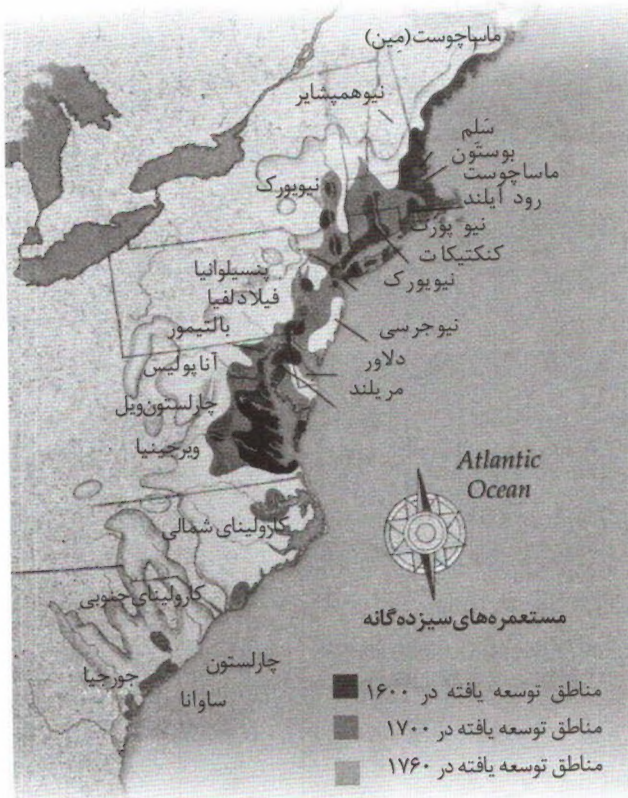 ماساچوست (مِین)
نیوهمپشایر
سَلم
بوستون
ماساچوست
رود آیلند
نیویورک
نیو پورت
کنکتیکات
نیویورک
پنسیلوانیا
فیلادلفیا
بالتیمور
نیوجرسی
دلاور
آناپولیس
مریلند
چارلستون‌ویل
ویرجینیا
Atlantic
Ocean
کارولینای شمالی
کارولینای جنوبی
مستعمره‌های سیزده‌گانه
چارلستون
جورجیا
ساوانا
مناطق توسعه یافته در ۱۶۰۰
مناطق توسعه یافته در ۱۷۰۰
مناطق توسعه یافته در ۱۷۶۰